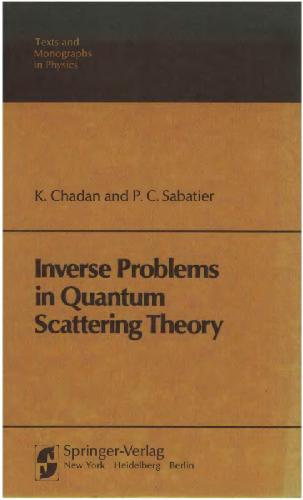 Texts and
Monographs
in Physics
K. Chadan and P. C. Sabatier
Inverse Problems
in Quantum
Scattering Theory
Springer-Verlag
New York Heidelberg Berlin